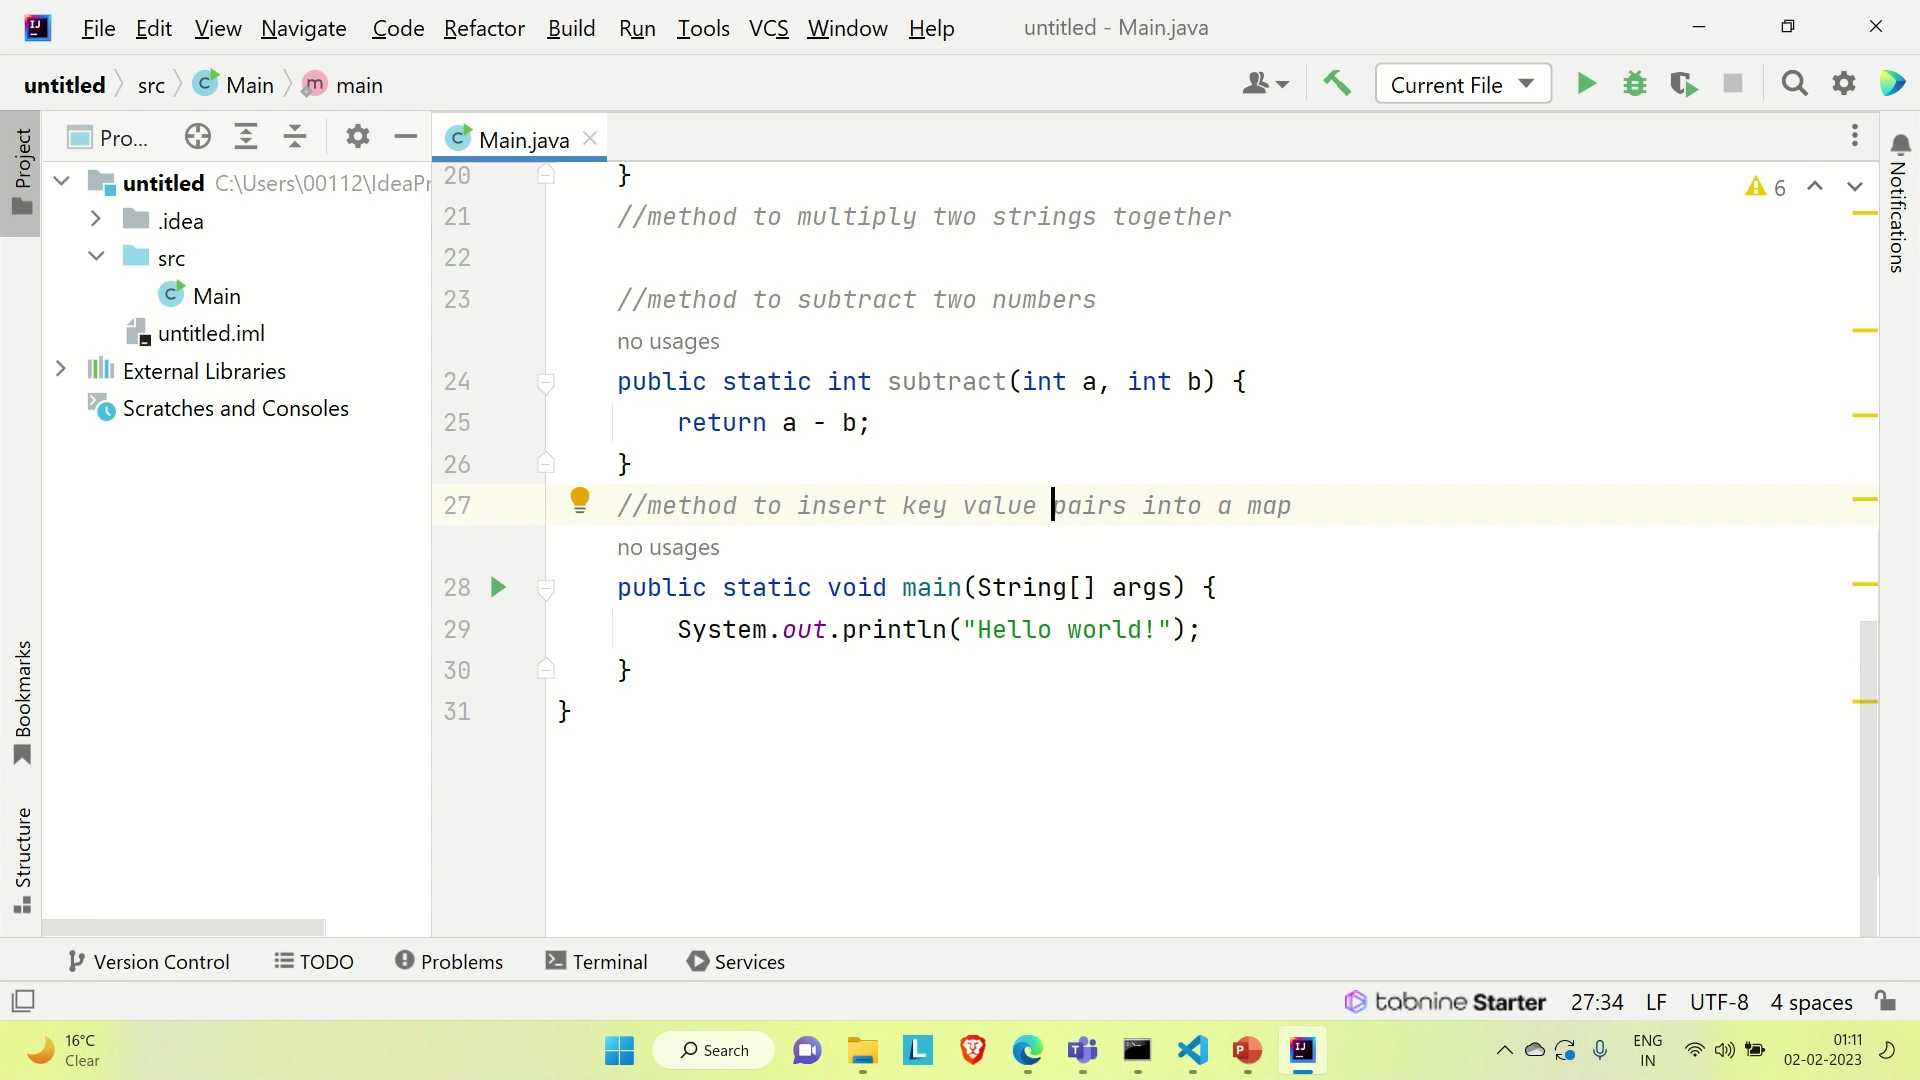 File Edit View Navigate Code Refactor Build Run Tools VCS Window Help untitled - Main.java
untitled src Main main Current File
Project
Pro...
Main.java
Notifications
untitled C:\Users\00112\IdeaPr
.idea
src
Main
untitled.iml
External Libraries
Scratches and Consoles
6
20 }
21 //method to multiply two strings together
22
23 //method to subtract two numbers
no usages
24 public static int subtract(int a, int b) {
25 return a - b;
26 }
27 //method to insert key value pairs into a map
no usages
28 public static void main(String[] args) {
29 System.out.println("Hello world!");
30 }
31 }
Bookmarks
Structure
Version Control TODO Problems Terminal Services
tabnine Starter 27:34 LF UTF-8 4 spaces
16°C
Clear
Search
ENG
IN
01:11
02-02-2023